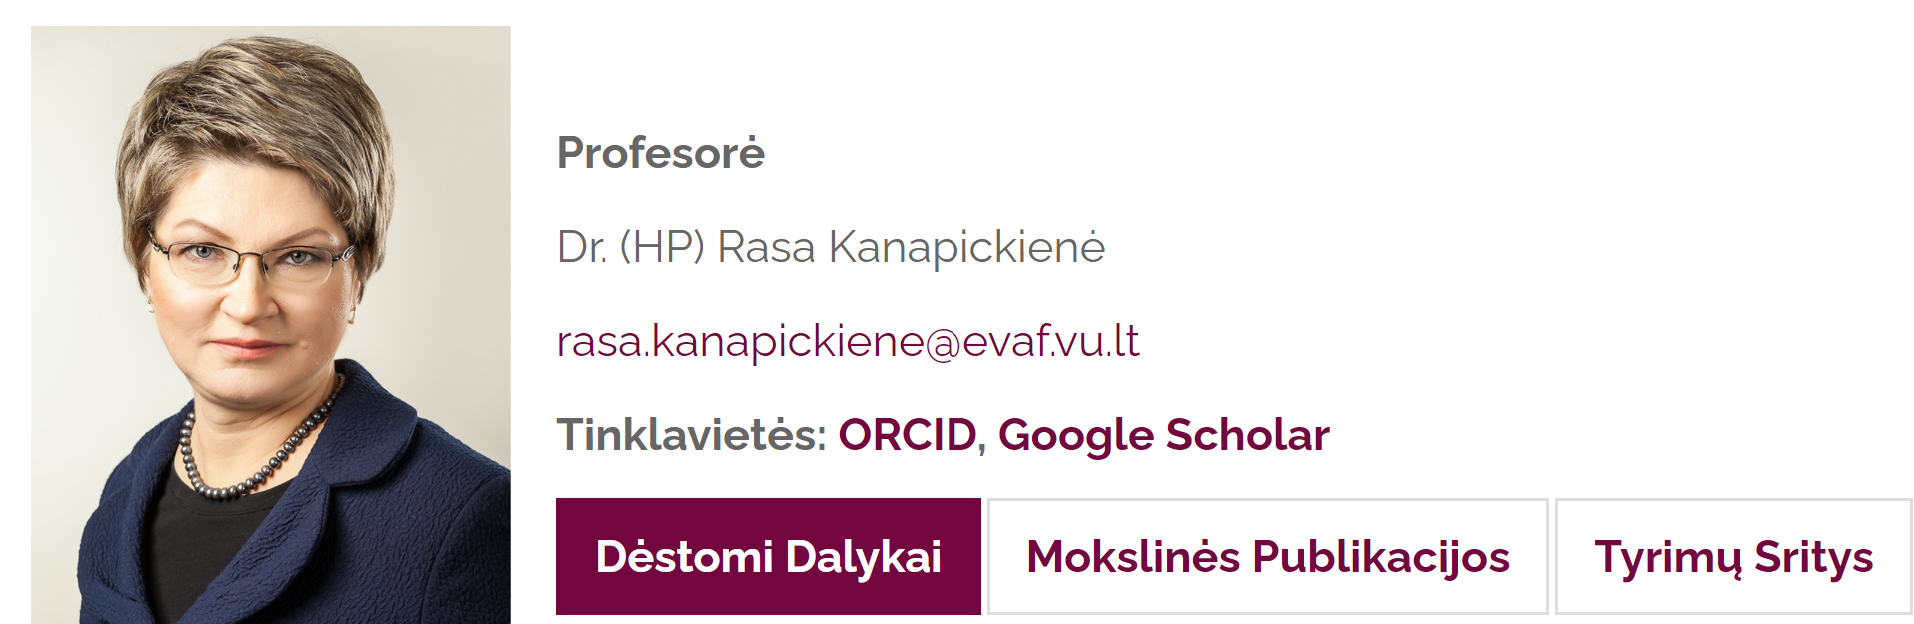 Profesorė
Dr. (HP) Rasa Kanapickienė
rasa.kanapickiene@evaf.vu.lt
Tinklavietės: ORCID, Google Scholar
Dėstomi Dalykai
Mokslinės Publikacijos
Tyrimų Sritys